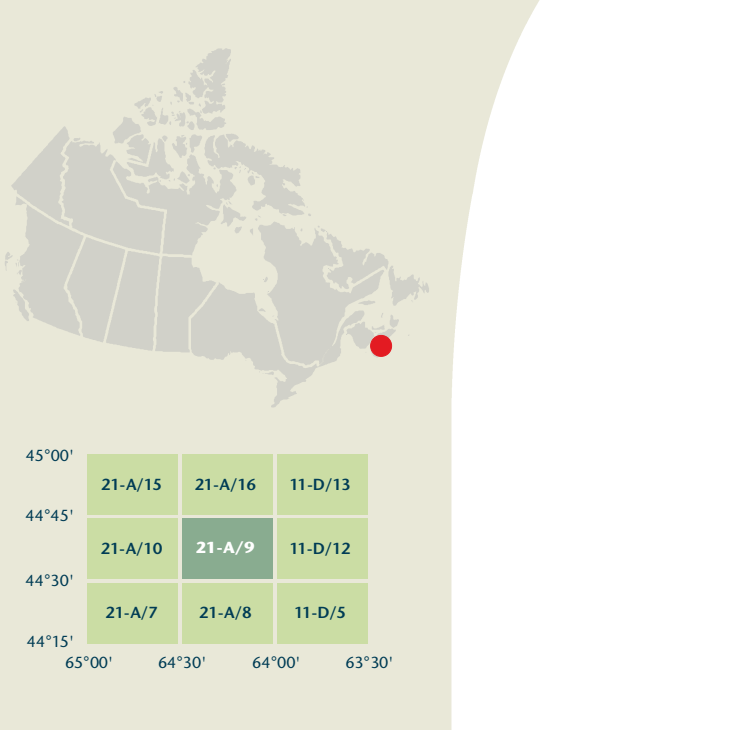 45°00'
21-A/15 21-A/16 11-D/13
44°45'
21-A/10 21-A/9 11-D/12
44°30'
21-A/7 21-A/8 11-D/5
44°15'
65°00' 64°30' 64°00' 63°30'